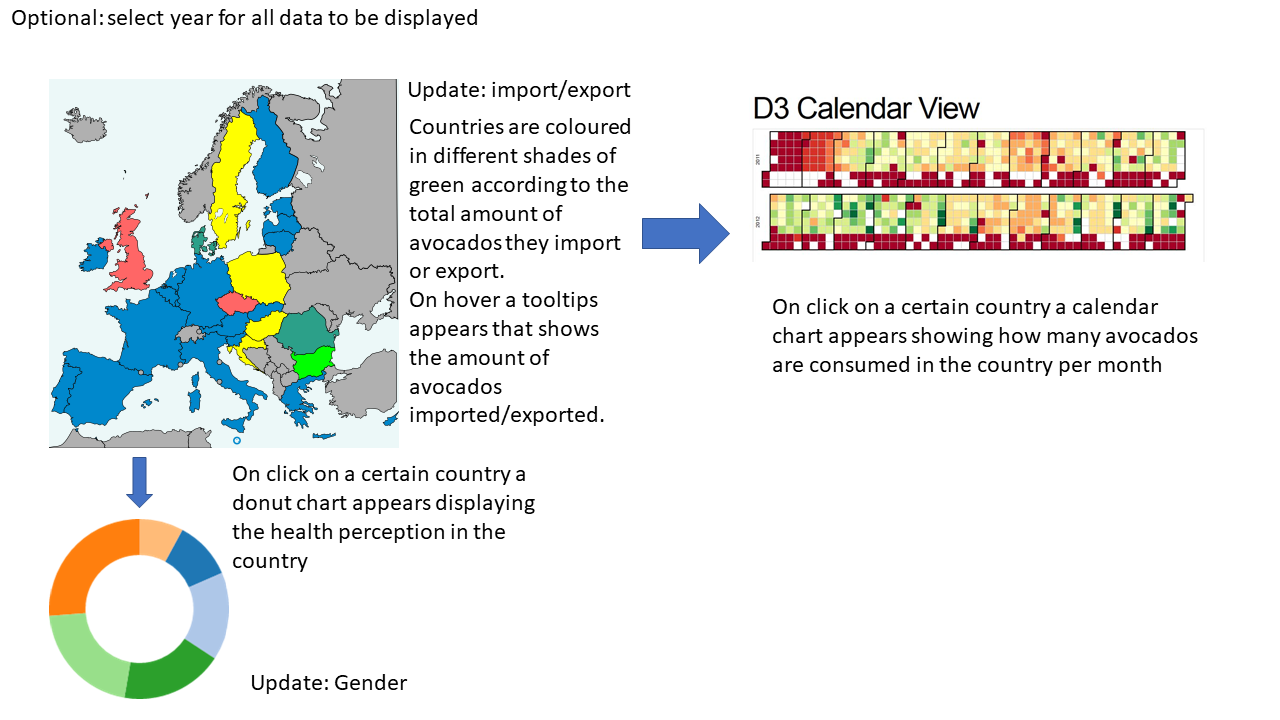 Optional: select year for all data to be displayed
Update: import/export
Countries are coloured
in different shades of
green according to the
total amount of
avocados they import
or export.
On hover a tooltips
appears that shows
the amount of
avocados
imported/exported.
D3 Calendar View
2011
2012
On click on a certain country a calendar
chart appears showing how many avocados
are consumed in the country per month
On click on a certain country a
donut chart appears displaying
the health perception in the
country
Update: Gender